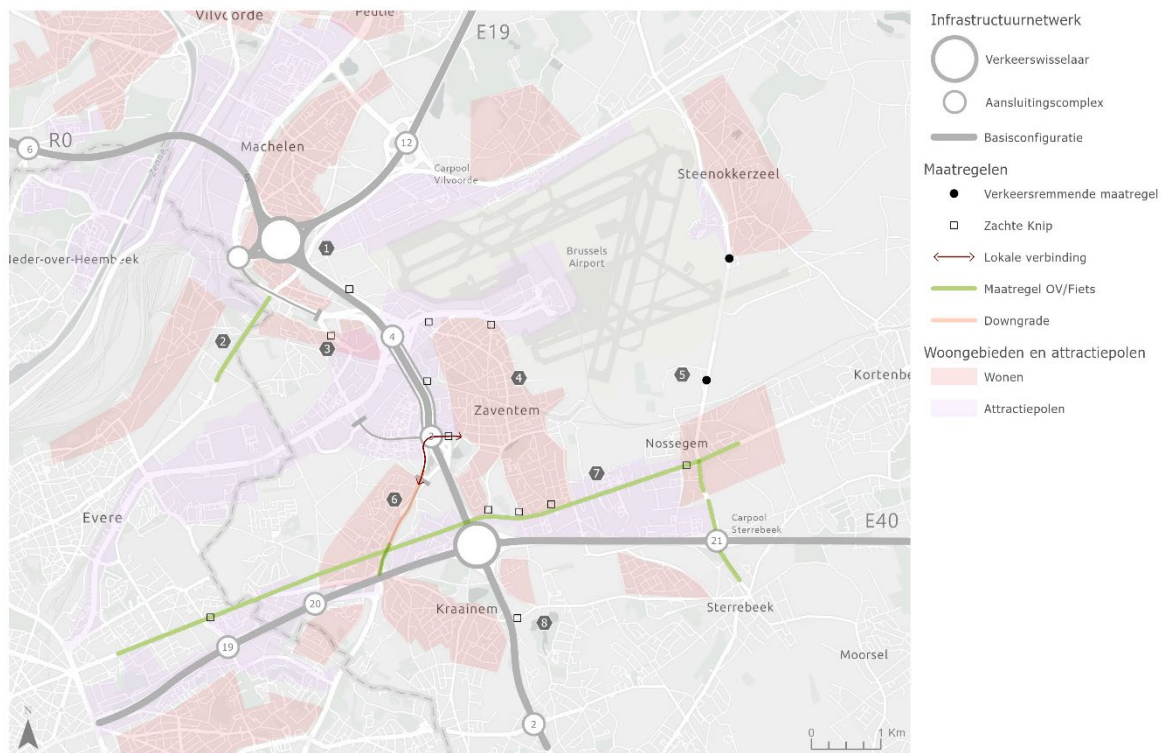 Vilvoorde
Peutie
E19
R0
6
Machelen
12
Carpool
Vilvoorde
Steenokkerzeel
Zenne
1
Brussels
Airport
2
3
4
4
5
Kortenbe
Zaventem
Nossegem
7
6
Evere
E40
Carpool
Sterrebeek
21
20
Kraainem
Sterrebeek
19
8
Moorsel
2
N
0
1 Km
Infrastructuurnetwerk
Verkeerswisselaar
Aansluitingscomplex
Basisconfiguratie
Maatregelen
Verkeersremmende maatregel
Zachte Knip
Lokale verbinding
Maatregel OV/Fiets
Downgrade
Woongebieden en attractiepolen
Wonen
Attractiepolen